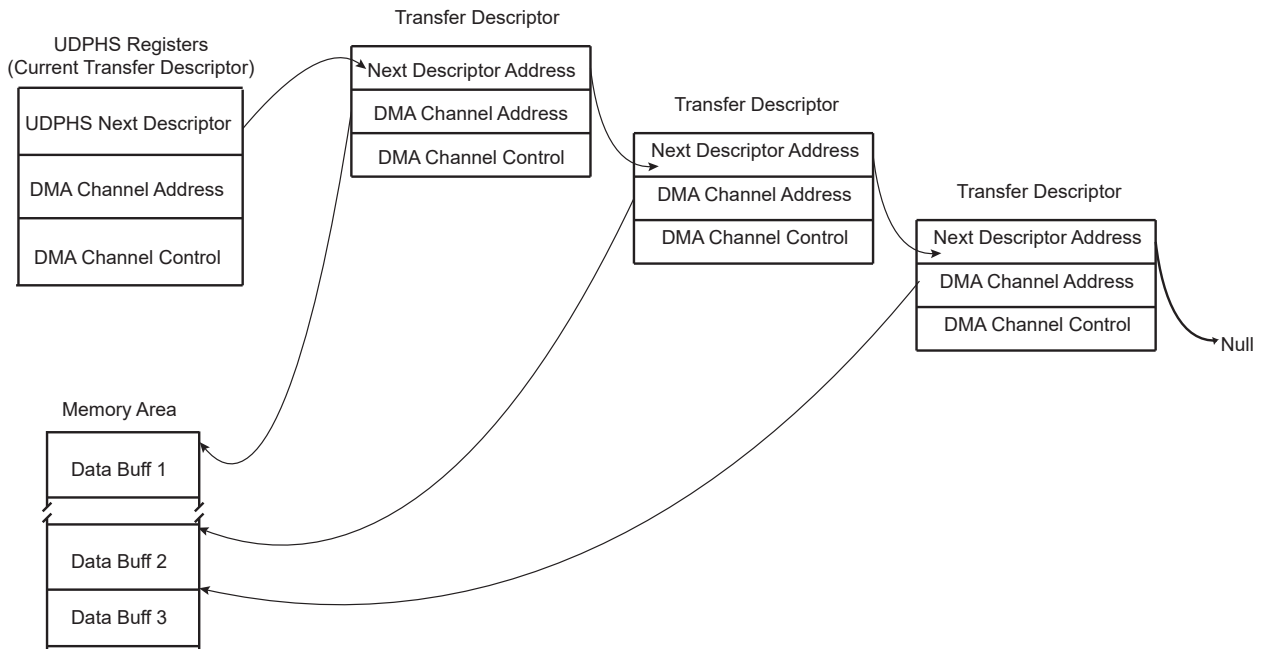 UDPHS Registers
(Current Transfer Descriptor)
UDPHS Next Descriptor
DMA Channel Address
DMA Channel Control
Transfer Descriptor
Next Descriptor Address
DMA Channel Address
DMA Channel Control
Transfer Descriptor
Next Descriptor Address
DMA Channel Address
DMA Channel Control
Transfer Descriptor
Next Descriptor Address
DMA Channel Address
DMA Channel Control
Null
Memory Area
Data Buff 1
Data Buff 2
Data Buff 3